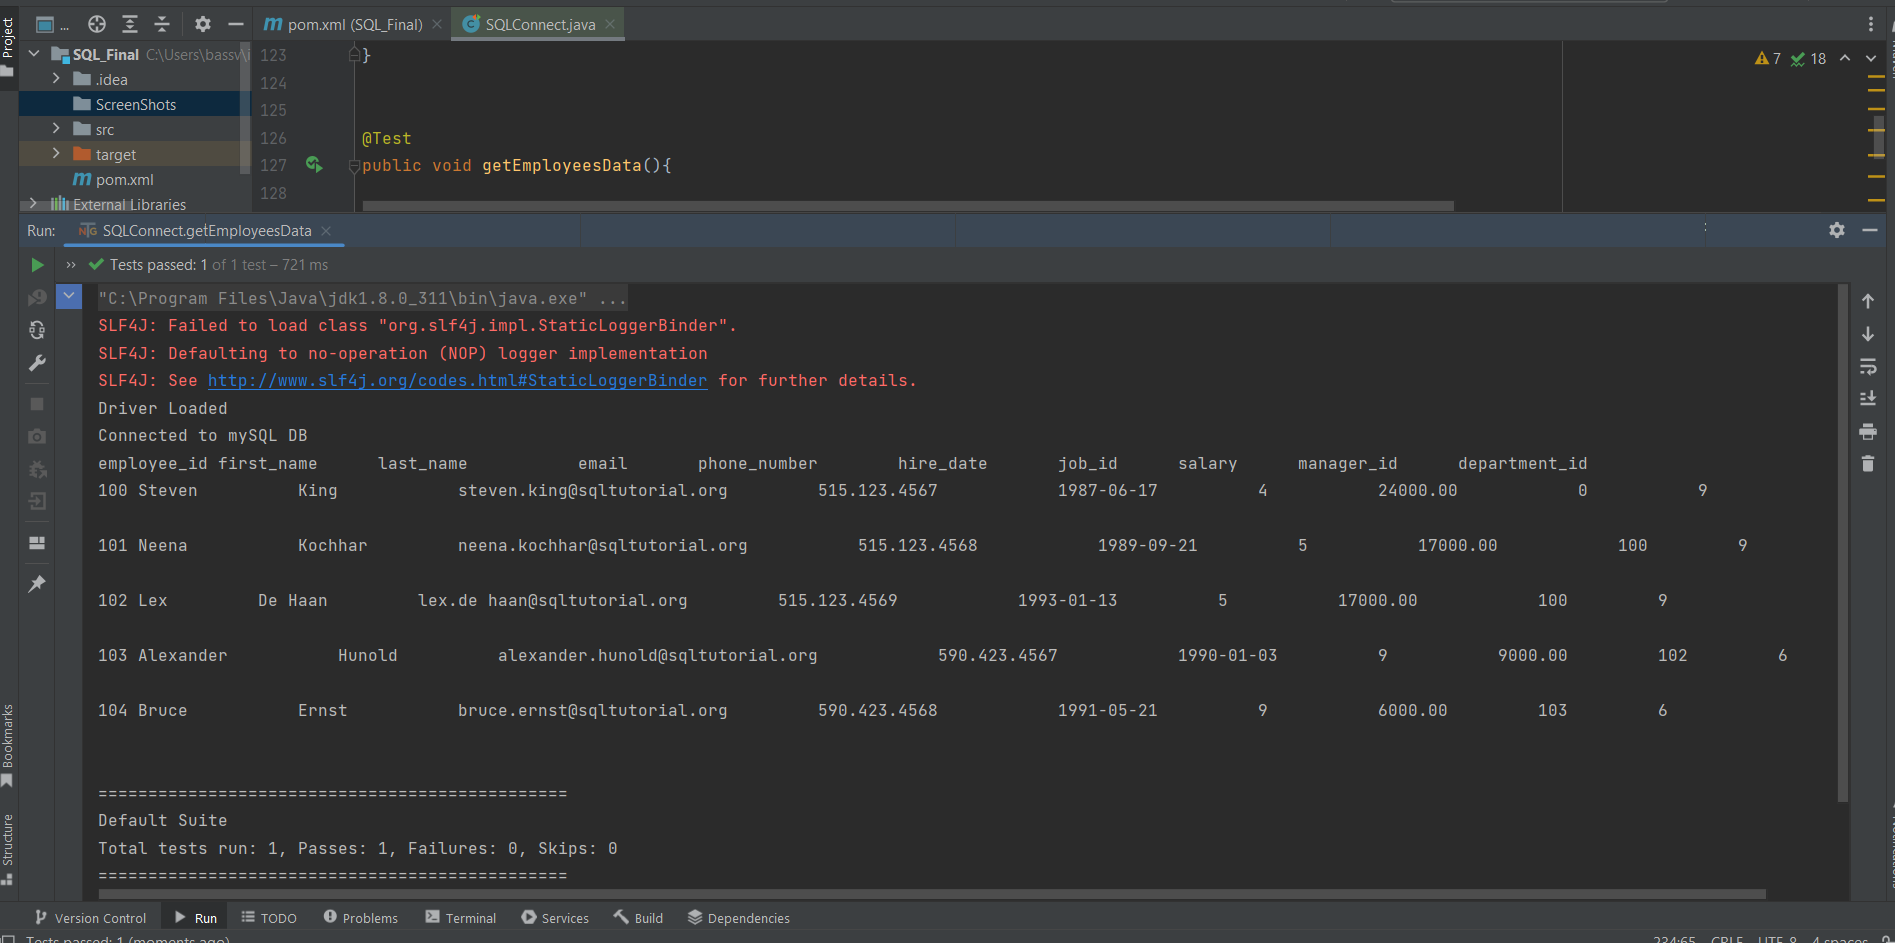 Project
...
pom.xml (SQL_Final)
SQLConnect.java
SQL_Final C:\Users\bassv\i
.idea
ScreenShots
src
target
pom.xml
External Libraries
123 }
124
125
126 @Test
127 public void getEmployeesData(){
128
7 18
Run: SQLConnect.getEmployeesData
» Tests passed: 1 of 1 test – 721 ms
"C:\Program Files\Java\jdk1.8.0_311\bin\java.exe" ...
SLF4J: Failed to load class "org.slf4j.impl.StaticLoggerBinder".
SLF4J: Defaulting to no-operation (NOP) logger implementation
SLF4J: See http://www.slf4j.org/codes.html#StaticLoggerBinder for further details.
Driver Loaded
Connected to mySQL DB
employee_id first_name last_name email phone_number hire_date job_id salary manager_id department_id
100 Steven King steven.king@sqltutorial.org 515.123.4567 1987-06-17 4 24000.00 0 9
101 Neena Kochhar neena.kochhar@sqltutorial.org 515.123.4568 1989-09-21 5 17000.00 100 9
102 Lex De Haan lex.de haan@sqltutorial.org 515.123.4569 1993-01-13 5 17000.00 100 9
103 Alexander Hunold alexander.hunold@sqltutorial.org 590.423.4567 1990-01-03 9 9000.00 102 6
104 Bruce Ernst bruce.ernst@sqltutorial.org 590.423.4568 1991-05-21 9 6000.00 103 6
===============================================
Default Suite
Total tests run: 1, Passes: 1, Failures: 0, Skips: 0
===============================================
Bookmarks
Structure
Version Control Run TODO Problems Terminal Services Build Dependencies
Tests passed: 1 (moments ago)
234:65 CRLF UTF-8 4 spaces